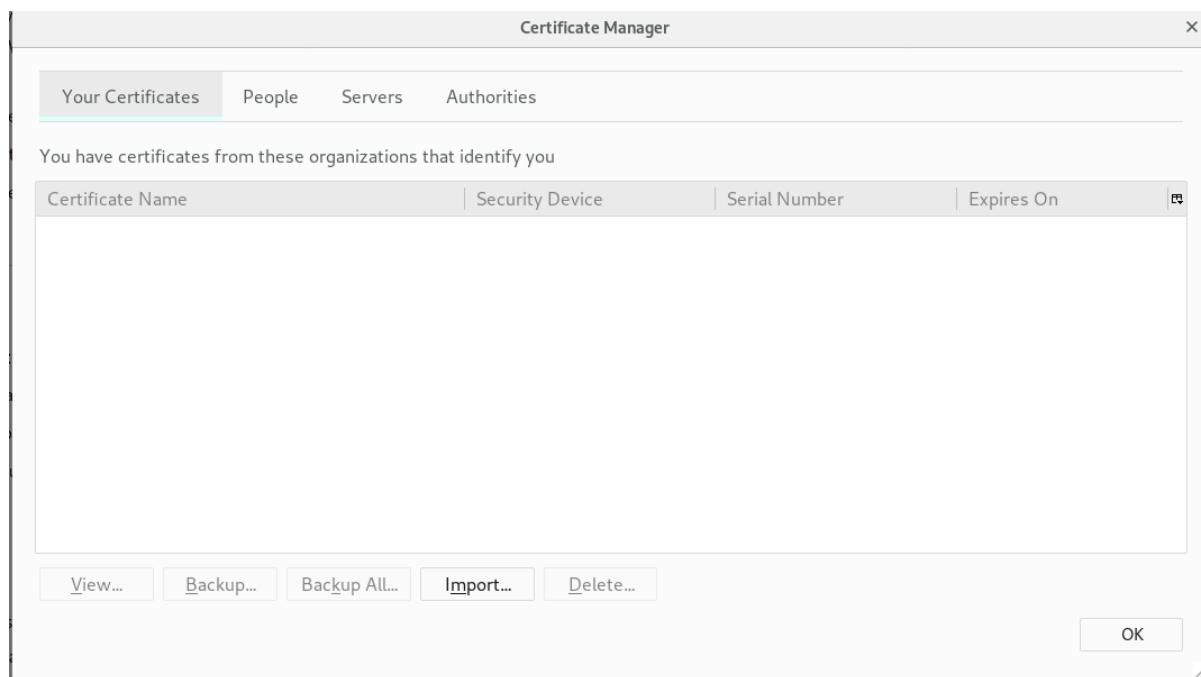 Certificate Manager
Your Certificates People Servers Authorities
You have certificates from these organizations that identify you
Certificate Name Security Device Serial Number Expires On
View... Backup... Backup All... Import... Delete...
OK